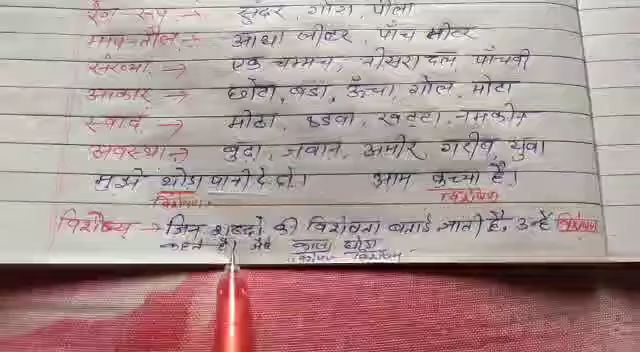 रंग रूप → सुंदर, गोरा, पीला
माप-तौल → आधा लीटर, पाँच मीटर
संख्या → एक चम्मच, तीसरा दल, पाँचवी
आकार → छोटा, बड़ा, ऊँचा, गोल, मोटा
स्वाद → मीठा, कडवा, खट्टा, नमकीन
अवस्था → बुढा, जवान, अमीर, गरीब, युवा
मुझे थोड़ा पानी दे दो। आम कच्चा है।
विशेषण विशेषण
विशेष्य → जिन शब्दों की विशेषता बताई जाती है, उन्हें विशेष्य
कहते है। जैसे काला घोड़ा
विशेषण विशेष्य